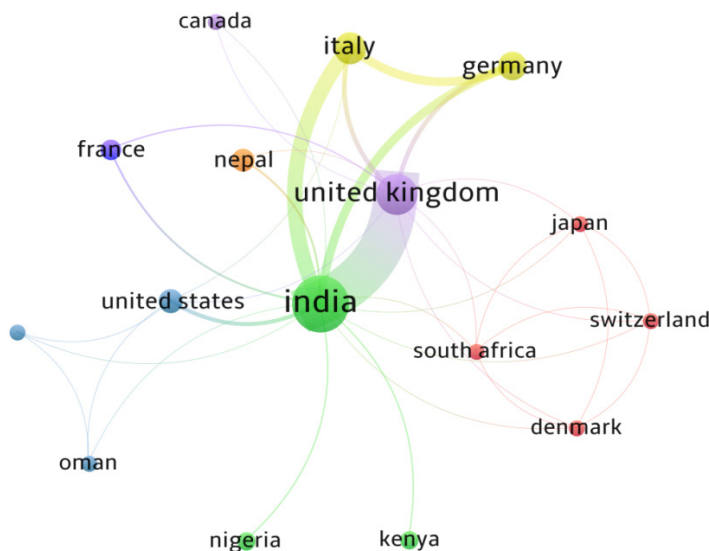 canada
italy
germany
france
nepal
united kingdom
japan
united states
india
switzerland
south africa
denmark
oman
nigeria
kenya